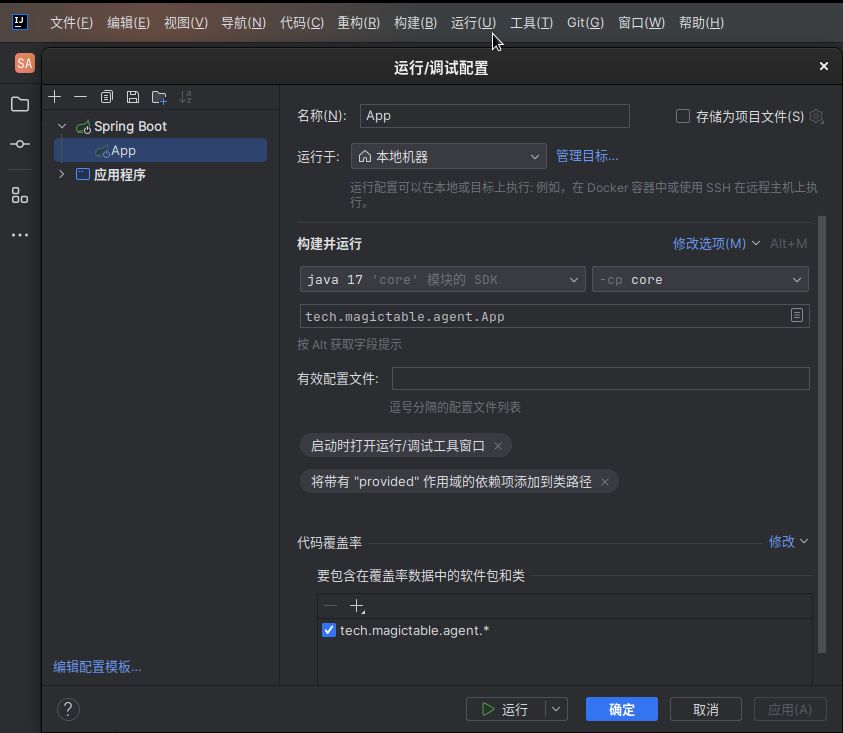 文件(F) 编辑(E) 视图(V) 导航(N) 代码(C) 重构(R) 构建(B) 运行(U) 工具(T) Git(G) 窗口(W) 帮助(H)
SA
运行/调试配置
Spring Boot
App
应用程序
编辑配置模板...
名称(N): App 存储为项目文件(S)
运行于: 本地机器 管理目标...
运行配置可以在本地或目标上执行: 例如，在 Docker 容器中或使用 SSH 在远程主机上执
行。
构建并运行 修改选项(M) Alt+M
java 17 'core' 模块的 SDK -cp core
tech.magictable.agent.App
按 Alt 获取字段提示
有效配置文件:
逗号分隔的配置文件列表
启动时打开运行/调试工具窗口 ×
将带有 "provided" 作用域的依赖项添加到类路径 ×
代码覆盖率 修改
要包含在覆盖率数据中的软件包和类
tech.magictable.agent.*
? 运行 确定 取消 应用(A)